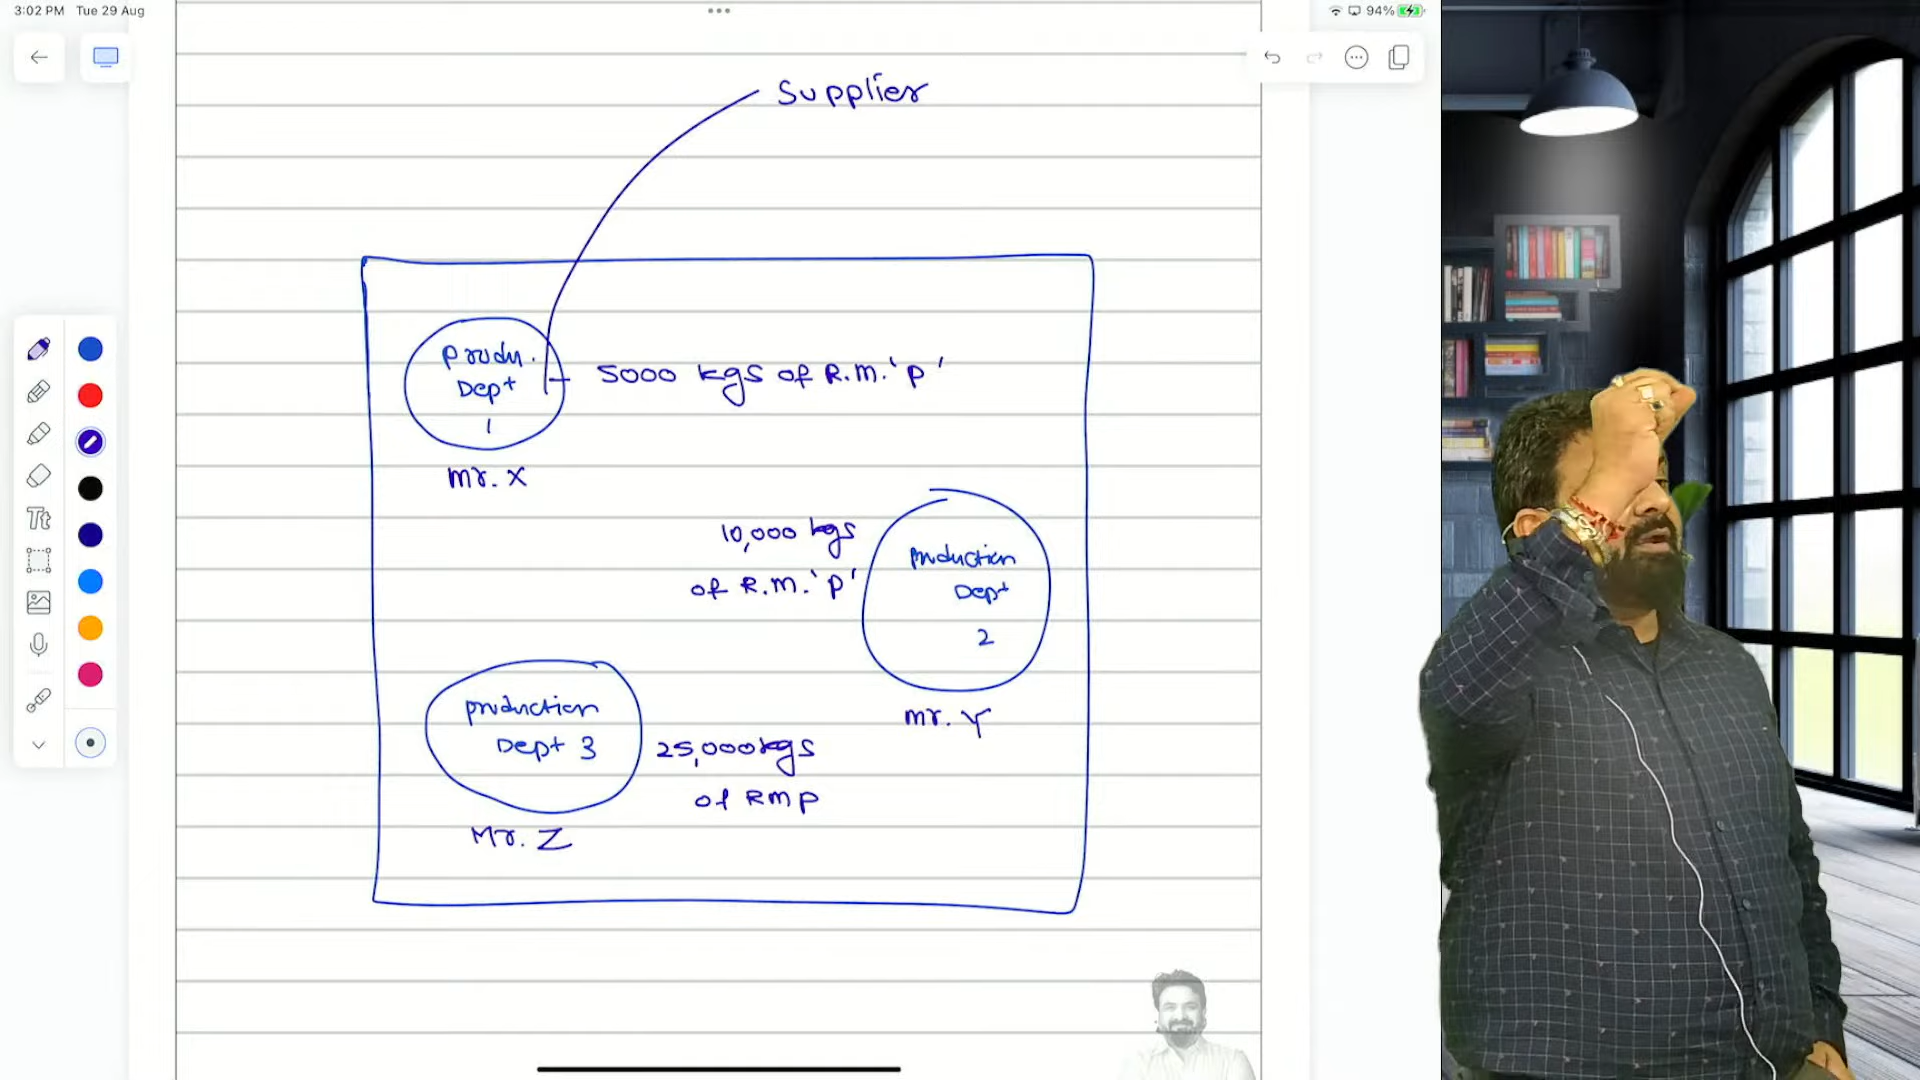 3:02 PM Tue 29 Aug
94%
Supplier
Produ.
Dept
1
5000 kgs of R.M.'P'
Mr. X
10,000 kgs
of R.M.'P'
Production
Dept
2
Mr. Y
production
Dept 3
25,000 kgs
of RMP
Mr. Z
Tt